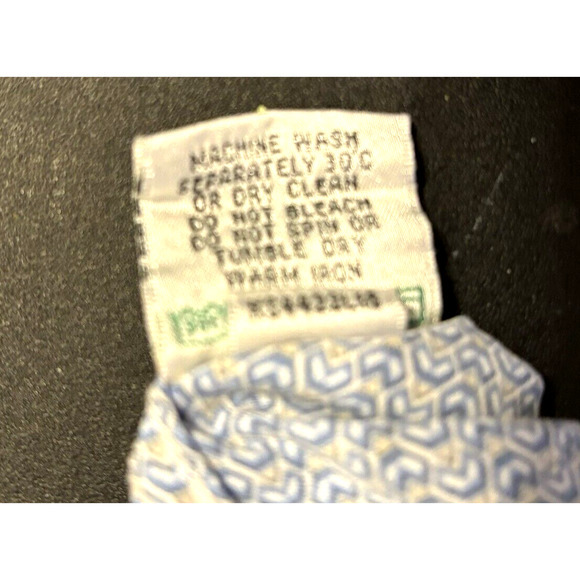 MACHINE WASH
SEPARATELY 30 C
OR DRY CLEAN
DO NOT BLEACH
DO NOT SPIN OR
TUMBLE DRY
WARM IRON